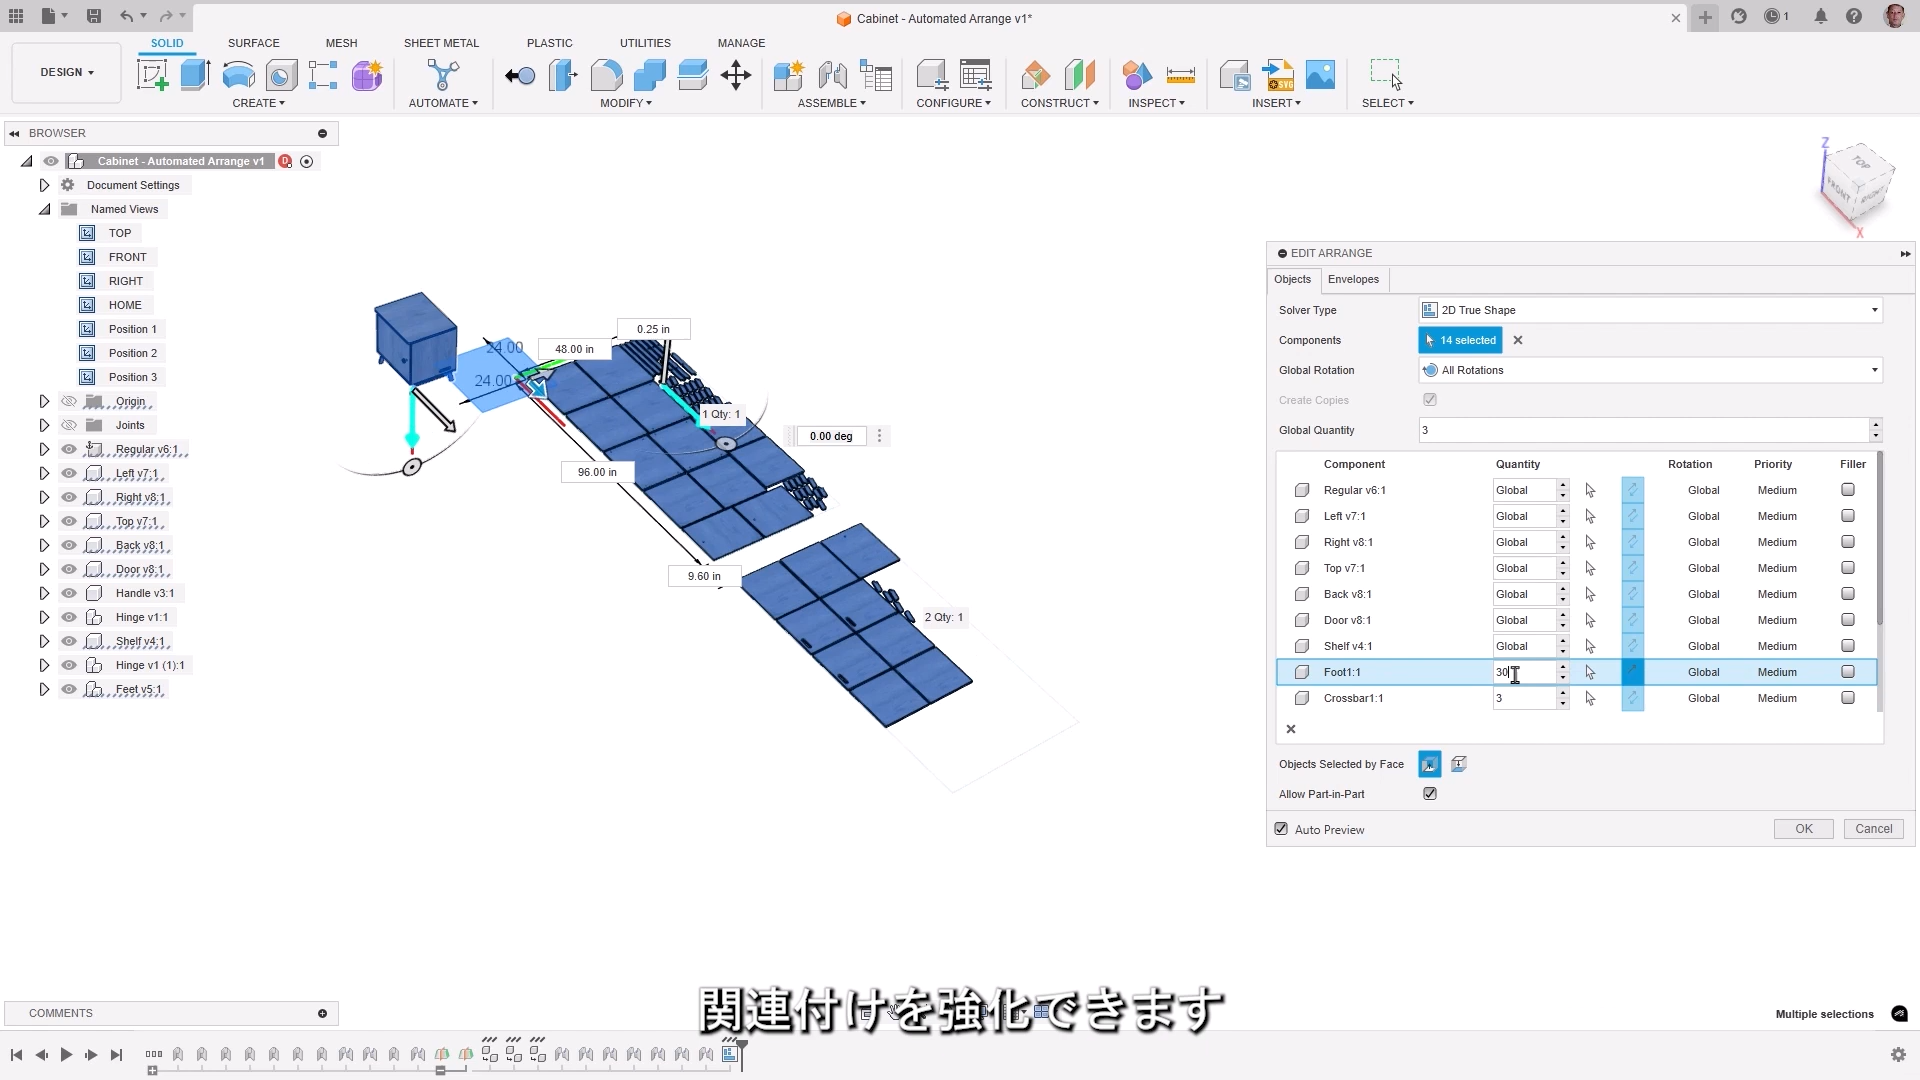 Cabinet - Automated Arrange v1*
1
DESIGN
SOLID SURFACE MESH SHEET METAL PLASTIC UTILITIES MANAGE
CREATE AUTOMATE MODIFY ASSEMBLE CONFIGURE CONSTRUCT INSPECT INSERT SELECT
BROWSER
Cabinet - Automated Arrange v1
Document Settings
Named Views
TOP
FRONT
RIGHT
HOME
Position 1
Position 2
Position 3
Origin
Joints
Regular v6:1
Left v7:1
Right v8:1
Top v7:1
Back v8:1
Door v8:1
Handle v3:1
Hinge v1:1
Shelf v4:1
Hinge v1 (1):1
Feet v5:1
0.25 in
24.00
48.00 in
24.00
1 Qty: 1
0.00 deg
96.00 in
9.60 in
2 Qty: 1
Z
TOP
FRONT
RIGHT
X
EDIT ARRANGE
Objects Envelopes
Solver Type 2D True Shape
Components 14 selected
Global Rotation All Rotations
Create Copies
Global Quantity 3
Component Quantity Rotation Priority Filler
Regular v6:1 Global Global Medium
Left v7:1 Global Global Medium
Right v8:1 Global Global Medium
Top v7:1 Global Global Medium
Back v8:1 Global Global Medium
Door v8:1 Global Global Medium
Shelf v4:1 Global Global Medium
Foot1:1 30 Global Medium
Crossbar1:1 3 Global Medium
Objects Selected by Face
Allow Part-in-Part
Auto Preview OK Cancel
関連付けを強化できます
COMMENTS
Multiple selections